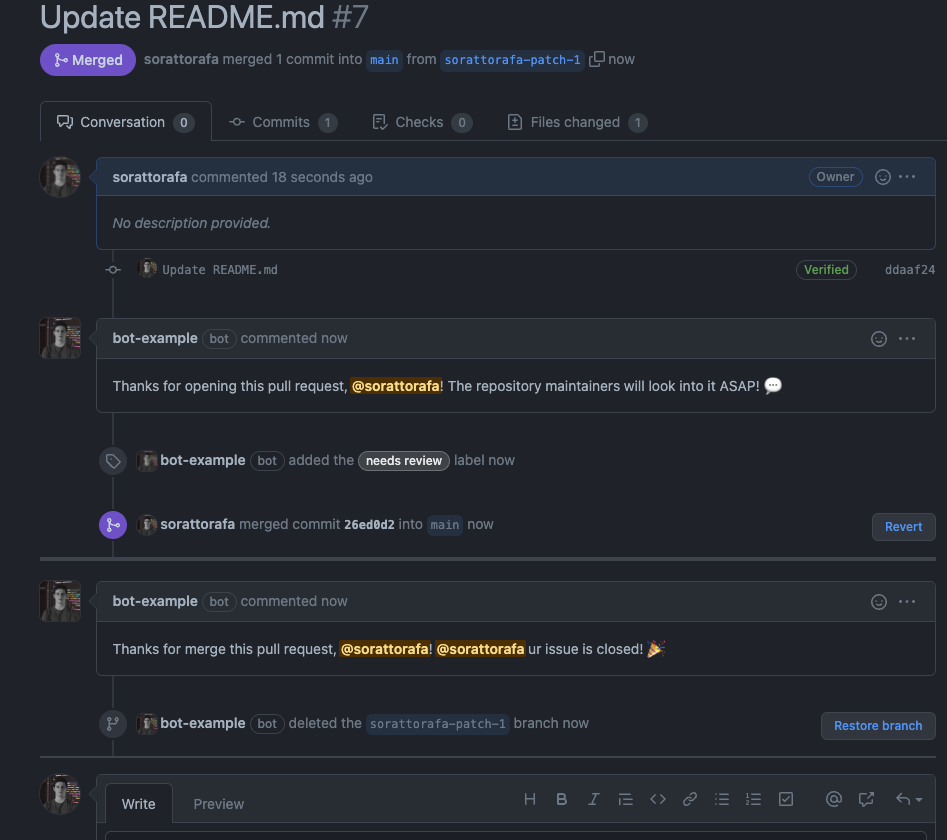 Update README.md #7
Merged sorattorafa merged 1 commit into main from sorattorafa-patch-1 now
Conversation 0 Commits 1 Checks 0 Files changed 1
sorattorafa commented 18 seconds ago Owner
No description provided.
Update README.md Verified ddaaf24
bot-example bot commented now
Thanks for opening this pull request, @sorattorafa! The repository maintainers will look into it ASAP! 💬
bot-example bot added the needs review label now
sorattorafa merged commit 26ed0d2 into main now Revert
bot-example bot commented now
Thanks for merge this pull request, @sorattorafa! @sorattorafa ur issue is closed! 🎉
bot-example bot deleted the sorattorafa-patch-1 branch now Restore branch
Write Preview H B I